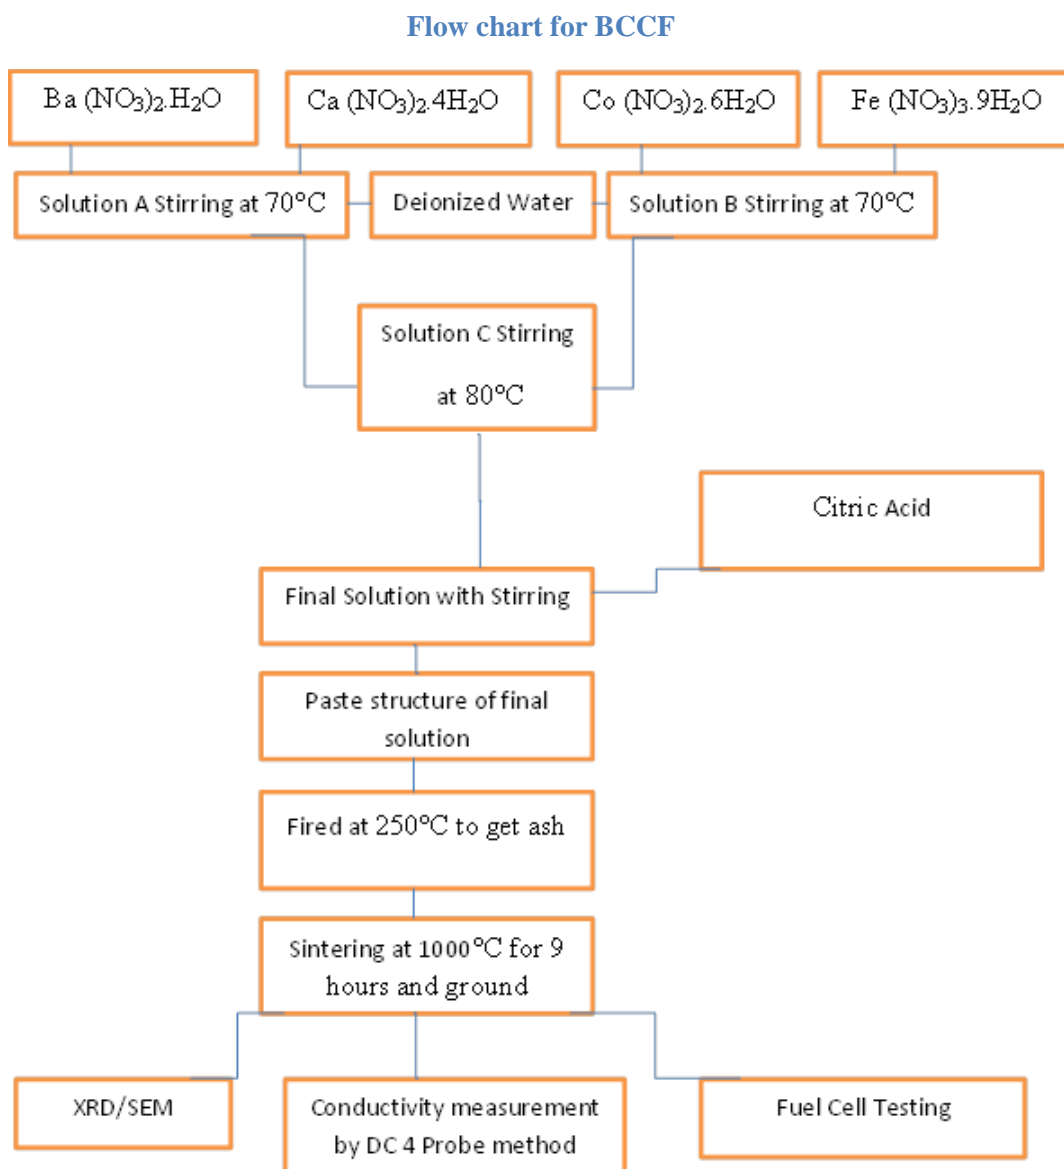 Flow chart for BCCF
Ba (NO₃)₂.H₂O
Ca (NO₃)₂.4H₂O
Co (NO₃)₂.6H₂O
Fe (NO₃)₃.9H₂O
Solution A Stirring at 70°C
Deionized Water
Solution B Stirring at 70°C
Solution C Stirring
at 80°C
Citric Acid
Final Solution with Stirring
Paste structure of final
solution
Fired at 250°C to get ash
Sintering at 1000°C for 9
hours and ground
XRD/SEM
Conductivity measurement
by DC 4 Probe method
Fuel Cell Testing